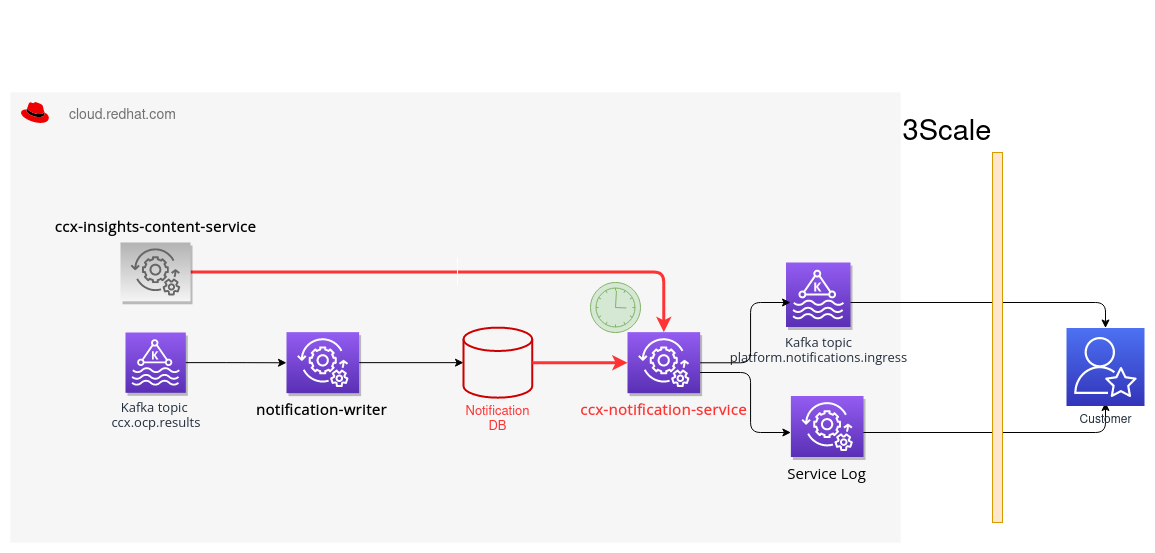 cloud.redhat.com
3Scale
ccx-insights-content-service
K
Kafka topic
platform.notifications.ingress
K
Kafka topic
ccx.ocp.results
notification-writer
Notification
DB
ccx-notification-service
Customer
Service Log